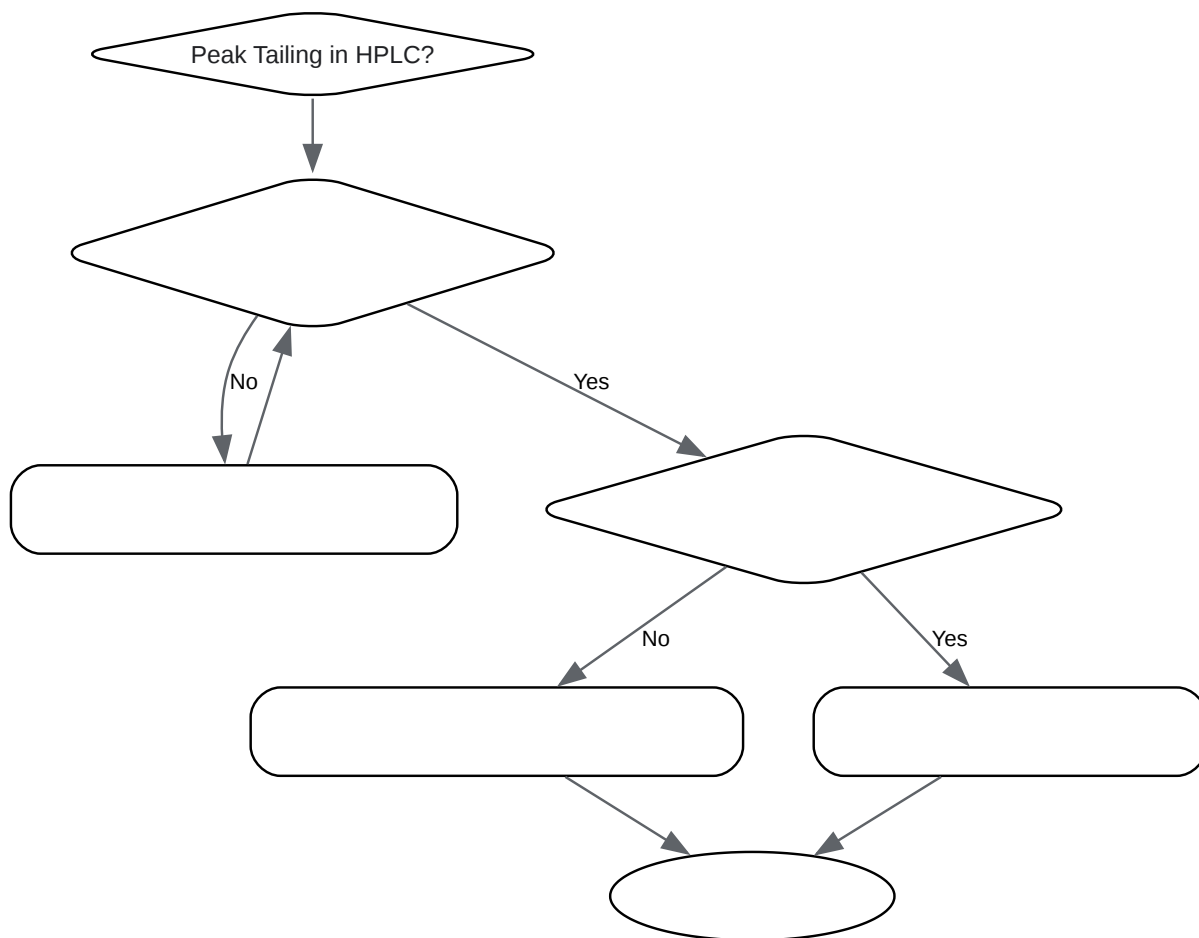 Peak Tailing in HPLC?
No
Yes
No
Yes